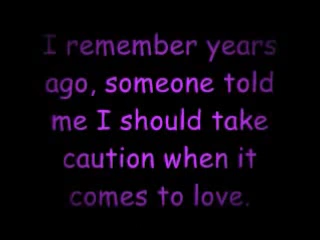 I remember years
ago, someone told
me I should take
caution when it
comes to love.